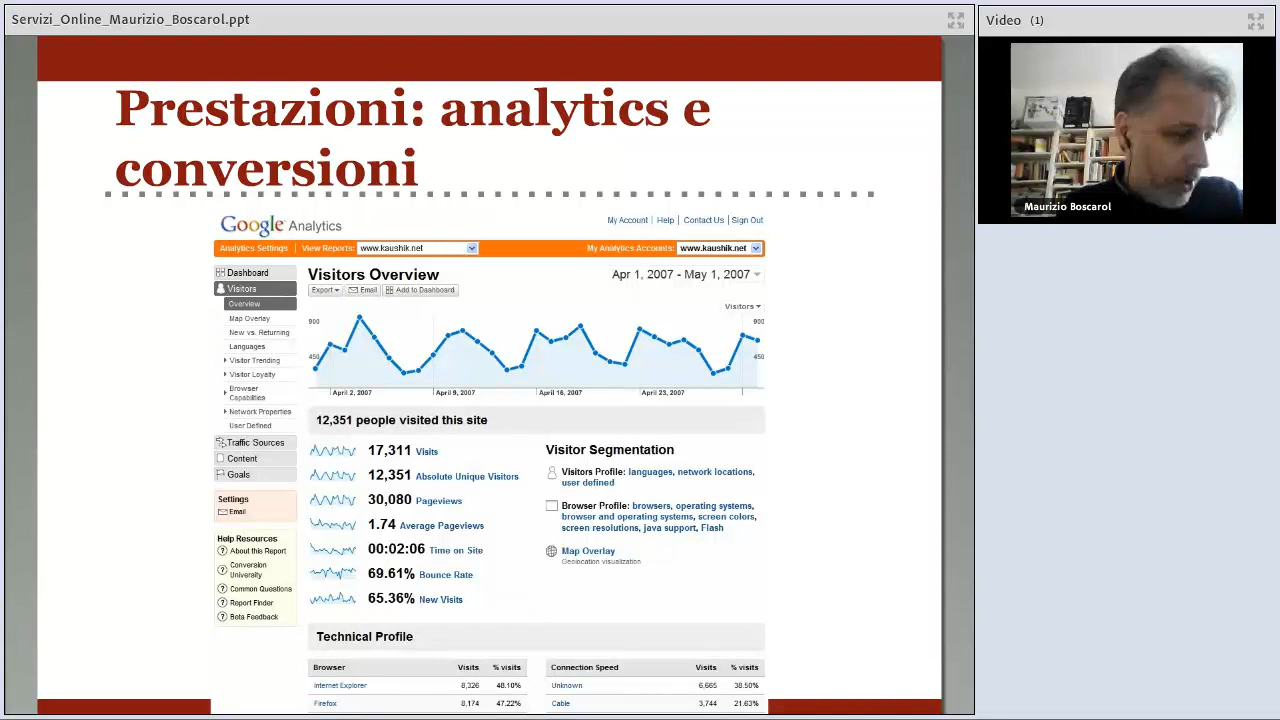 Servizi_Online_Maurizio_Boscarol.ppt
Video (1)
Maurizio Boscarol
Prestazioni: analytics e
conversioni
Google Analytics
My Account | Help | Contact Us | Sign Out
Analytics Settings | View Reports: www.kaushik.net
My Analytics Accounts: www.kaushik.net
Dashboard
Visitors
Overview
Map Overlay
New vs. Returning
Languages
Visitor Trending
Visitor Loyalty
Browser
Capabilities
Network Properties
User Defined
Traffic Sources
Content
Goals
Settings
Email
Help Resources
About this Report
Conversion
University
Common Questions
Report Finder
Beta Feedback
Visitors Overview
Apr 1, 2007 - May 1, 2007
Export
Email
Add to Dashboard
Visitors
900
900
450
450
April 2, 2007
April 9, 2007
April 16, 2007
April 23, 2007
12,351 people visited this site
17,311 Visits
12,351 Absolute Unique Visitors
30,080 Pageviews
1.74 Average Pageviews
00:02:06 Time on Site
69.61% Bounce Rate
65.36% New Visits
Visitor Segmentation
Visitors Profile: languages, network locations,
user defined
Browser Profile: browsers, operating systems,
browser and operating systems, screen colors,
screen resolutions, java support, Flash
Map Overlay
Geolocation visualization
Technical Profile
Browser Visits % visits
Internet Explorer 8,326 48.10%
Firefox 8,174 47.22%
Connection Speed Visits % visits
Unknown 6,665 38.50%
Cable 3,744 21.63%